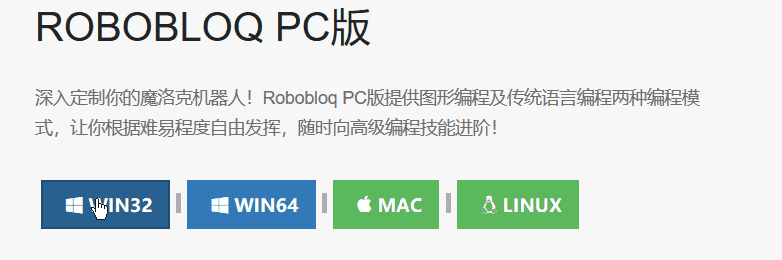 ROBOBLOQ PC版
深入定制你的魔洛克机器人！Robobloq PC版提供图形编程及传统语言编程两种编程模
式，让你根据难易程度自由发挥，随时向高级编程技能进阶！
WIN32 WIN64 MAC LINUX